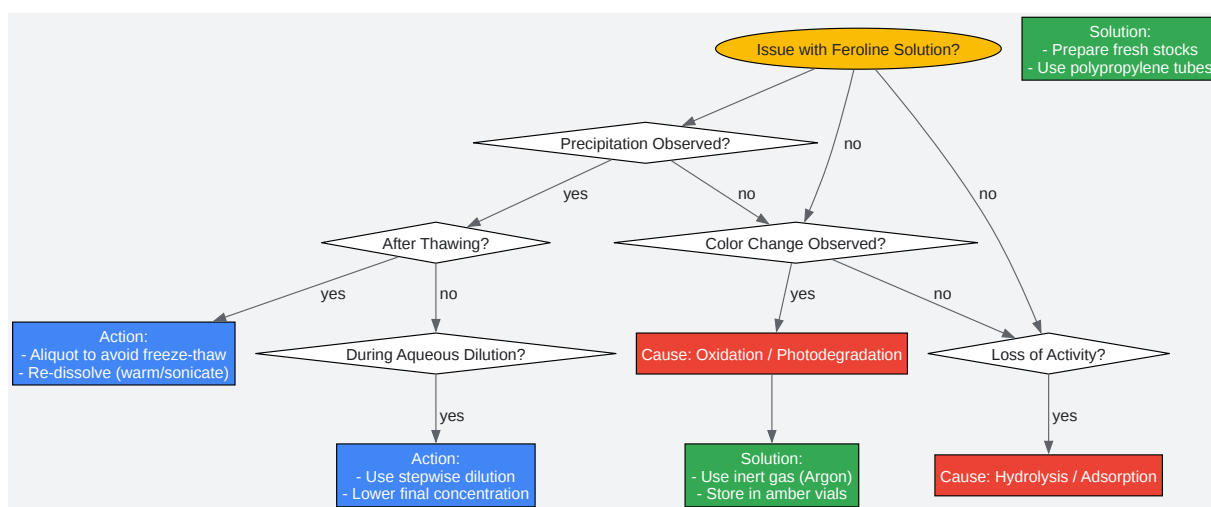 Issue with Feroline Solution?
Solution:
- Prepare fresh stocks
- Use polypropylene tubes
Precipitation Observed?
no
no
yes
no
After Thawing?
Color Change Observed?
yes
no
yes
no
Action:
- Aliquot to avoid freeze-thaw
- Re-dissolve (warm/sonicate)
During Aqueous Dilution?
Cause: Oxidation / Photodegradation
Loss of Activity?
yes
yes
Action:
- Use stepwise dilution
- Lower final concentration
Solution:
- Use inert gas (Argon)
- Store in amber vials
Cause: Hydrolysis / Adsorption